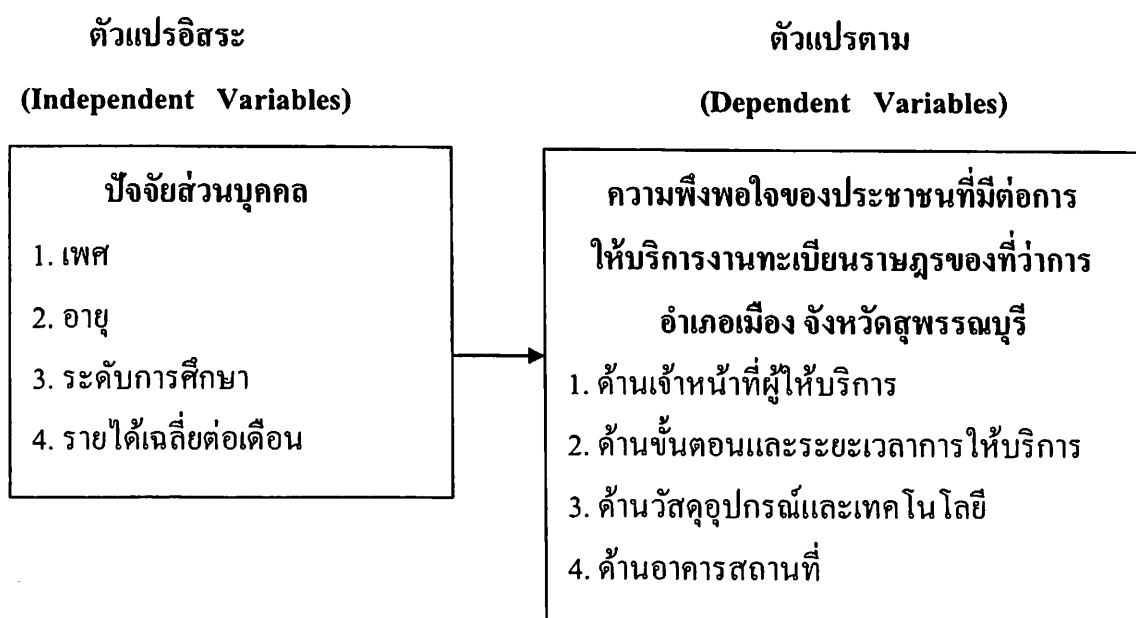 ตัวแปรอิสระ
(Independent Variables)
ปัจจัยส่วนบุคคล
1. เพศ
2. อายุ
3. ระดับการศึกษา
4. รายได้เฉลี่ยต่อเดือน
ตัวแปรตาม
(Dependent Variables)
ความพึงพอใจของประชาชนที่มีต่อการ
ให้บริการงานทะเบียนราษฎรของที่ว่าการ
อำเภอเมือง จังหวัดสุพรรณบุรี
1. ด้านเจ้าหน้าที่ผู้ให้บริการ
2. ด้านขั้นตอนและระยะเวลาการให้บริการ
3. ด้านวัสดุอุปกรณ์และเทคโนโลยี
4. ด้านอาคารสถานที่